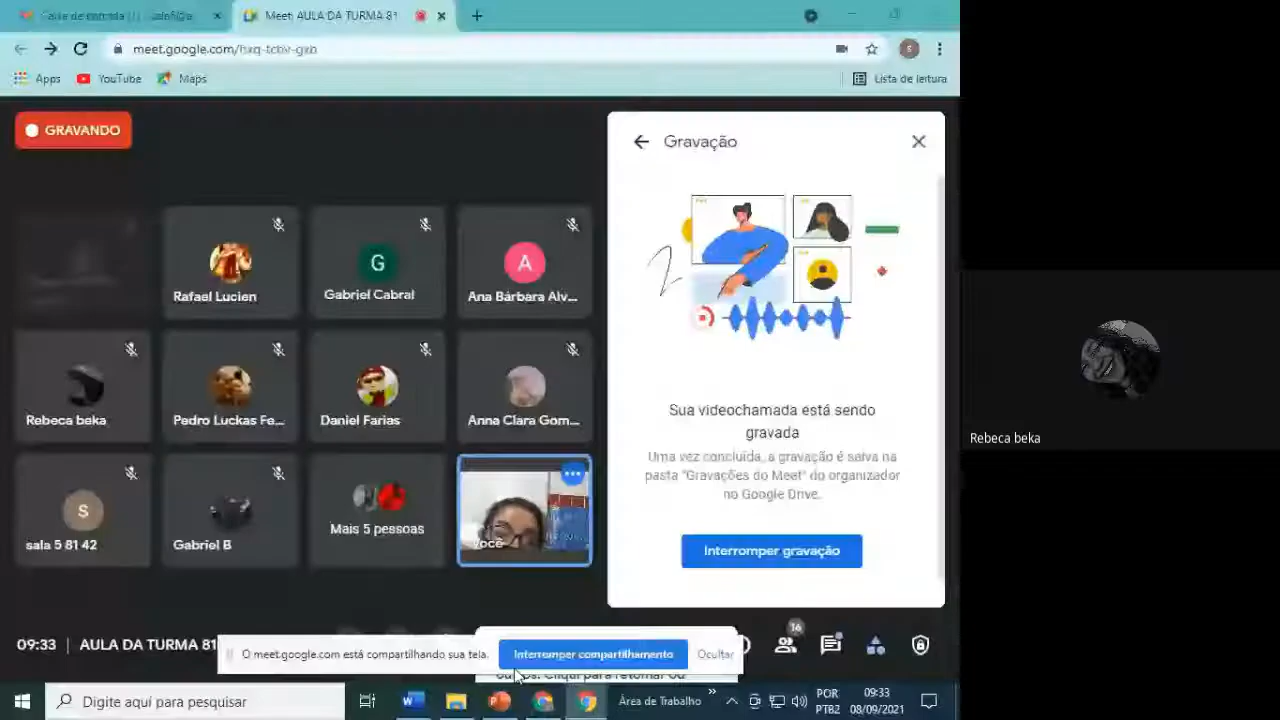 Meet: AULA DA TURMA 81
meet.google.com/hxq-tcbv-gxb
Apps YouTube Maps Lista de leitura
GRAVANDO
Gravação
Rafael Lucien
Gabriel Cabral
Ana Bárbara Alv...
G
A
Rebeca beka
Pedro Luckas Fe...
Daniel Farias
Anna Clara Gom...
Sua videochamada está sendo
gravada
Uma vez concluída, a gravação é salva na
pasta "Gravações do Meet" do organizador
no Google Drive.
Interromper gravação
S
sala 5 81 42
Gabriel B
Mais 5 pessoas
Você
Rebeca beka
09:33 | AULA DA TURMA 81
16
O meet.google.com está compartilhando sua tela.
Interromper compartilhamento
Ocultar
Digite aqui para pesquisar
Área de Trabalho
POR
PTB2
09:33
08/09/2021